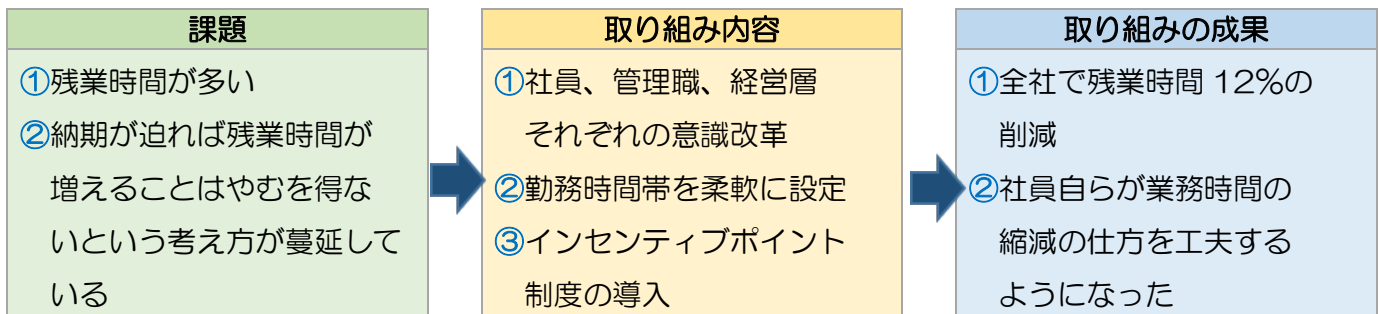 課題
①残業時間が多い
②納期が迫れば残業時間が
増えることはやむを得な
いという考え方が蔓延して
いる
取り組み内容
①社員、管理職、経営層
それぞれの意識改革
②勤務時間帯を柔軟に設定
③インセンティブポイント
制度の導入
取り組みの成果
①全社で残業時間 12%の
削減
②社員自らが業務時間の
縮減の仕方を工夫する
ようになった